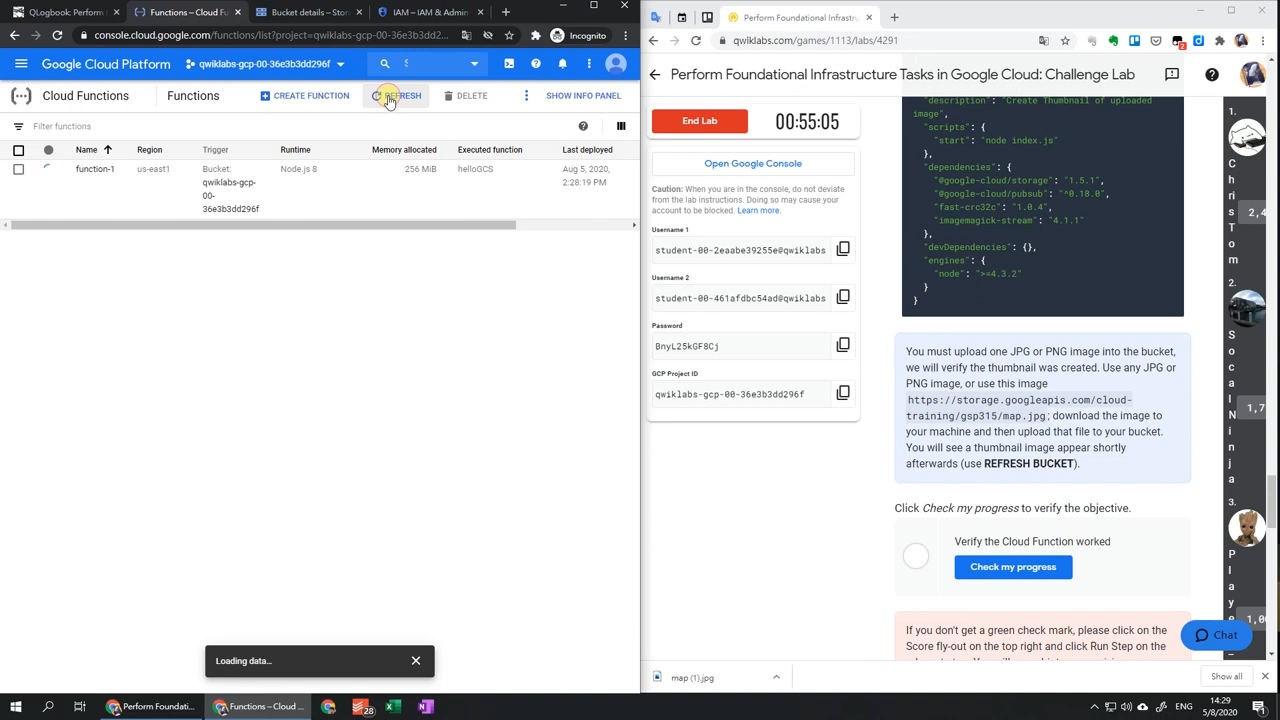 QLogbook - Perform
Functions – Cloud Fu
Bucket details – Stor
IAM – IAM & Admin
console.cloud.google.com/functions/list?project=qwiklabs-gcp-00-36e3b3dd2...
Incognito
Google Cloud Platform
qwiklabs-gcp-00-36e3b3dd296f
S
Cloud Functions
Functions
CREATE FUNCTION
REFRESH
DELETE
SHOW INFO PANEL
Filter functions
Name
Region
Trigger
Runtime
Memory allocated
Executed function
Last deployed
function-1
us-east1
Bucket:
qwiklabs-gcp-
00-
36e3b3dd296f
Node.js 8
256 MiB
helloGCS
Aug 5, 2020,
2:28:19 PM
Loading data...
Perform Foundational Infrastru
qwiklabs.com/games/1113/labs/4291
2
Perform Foundational Infrastructure Tasks in Google Cloud: Challenge Lab
End Lab
00:55:05
Open Google Console
Caution: When you are in the console, do not deviate
from the lab instructions. Doing so may cause your
account to be blocked. Learn more.
Username 1
student-00-2eaabe39255e@qwiklabs
Username 2
student-00-461afdbc54ad@qwiklabs
Password
BnyL25kGF8Cj
GCP Project ID
qwiklabs-gcp-00-36e3b3dd296f
"description": "Create Thumbnail of uploaded
image",
"scripts": {
"start": "node index.js"
},
"dependencies": {
"@google-cloud/storage": "1.5.1",
"@google-cloud/pubsub": "^0.18.0",
"fast-crc32c": "1.0.4",
"imagemagick-stream": "4.1.1"
},
"devDependencies": {},
"engines": {
"node": ">=4.3.2"
}
}
You must upload one JPG or PNG image into the bucket,
we will verify the thumbnail was created. Use any JPG or
PNG image, or use this image
https://storage.googleapis.com/cloud-
training/gsp315/map.jpg; download the image to
your machine and then upload that file to your bucket.
You will see a thumbnail image appear shortly
afterwards (use REFRESH BUCKET).
Click Check my progress to verify the objective.
Verify the Cloud Function worked
Check my progress
If you don't get a green check mark, please click on the
Score fly-out on the top right and click Run Step on the
1.
C
h
ri
s
T
o
m
2,4
2.
S
o
c
a
l
N
i
n
j
a
1,7
3.
P
l
a
y
e
1,00
Chat
map (1).jpg
Show all
Perform Foundati...
Functions – Cloud ...
28
ENG
14:29
5/8/2020
1